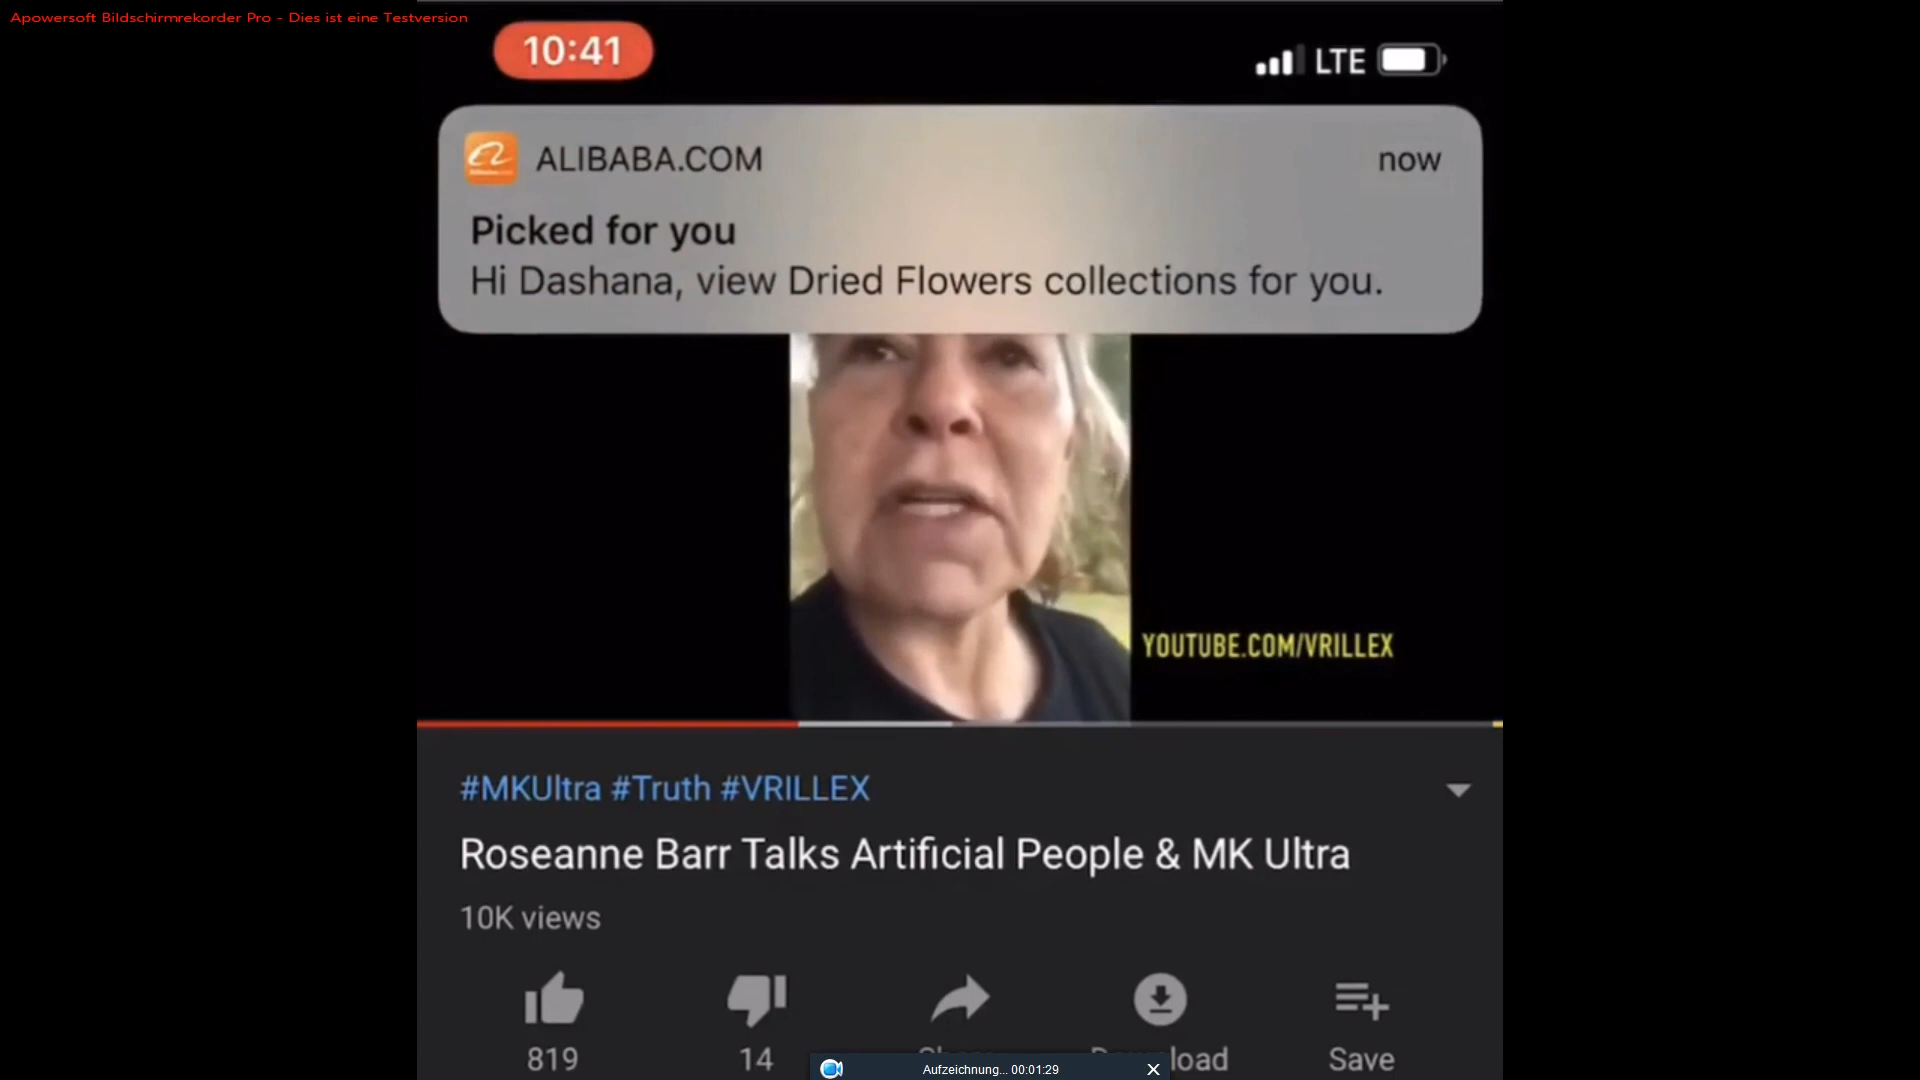 Apowersoft Bildschirmrekorder Pro - Dies ist eine Testversion
10:41
LTE
ALIBABA.COM
now
Picked for you
Hi Dashana, view Dried Flowers collections for you.
YOUTUBE.COM/VRILLEX
#MKUltra #Truth #VRILLEX
Roseanne Barr Talks Artificial People & MK Ultra
10K views
819
14
Save
Aufzeichnung... 00:01:29